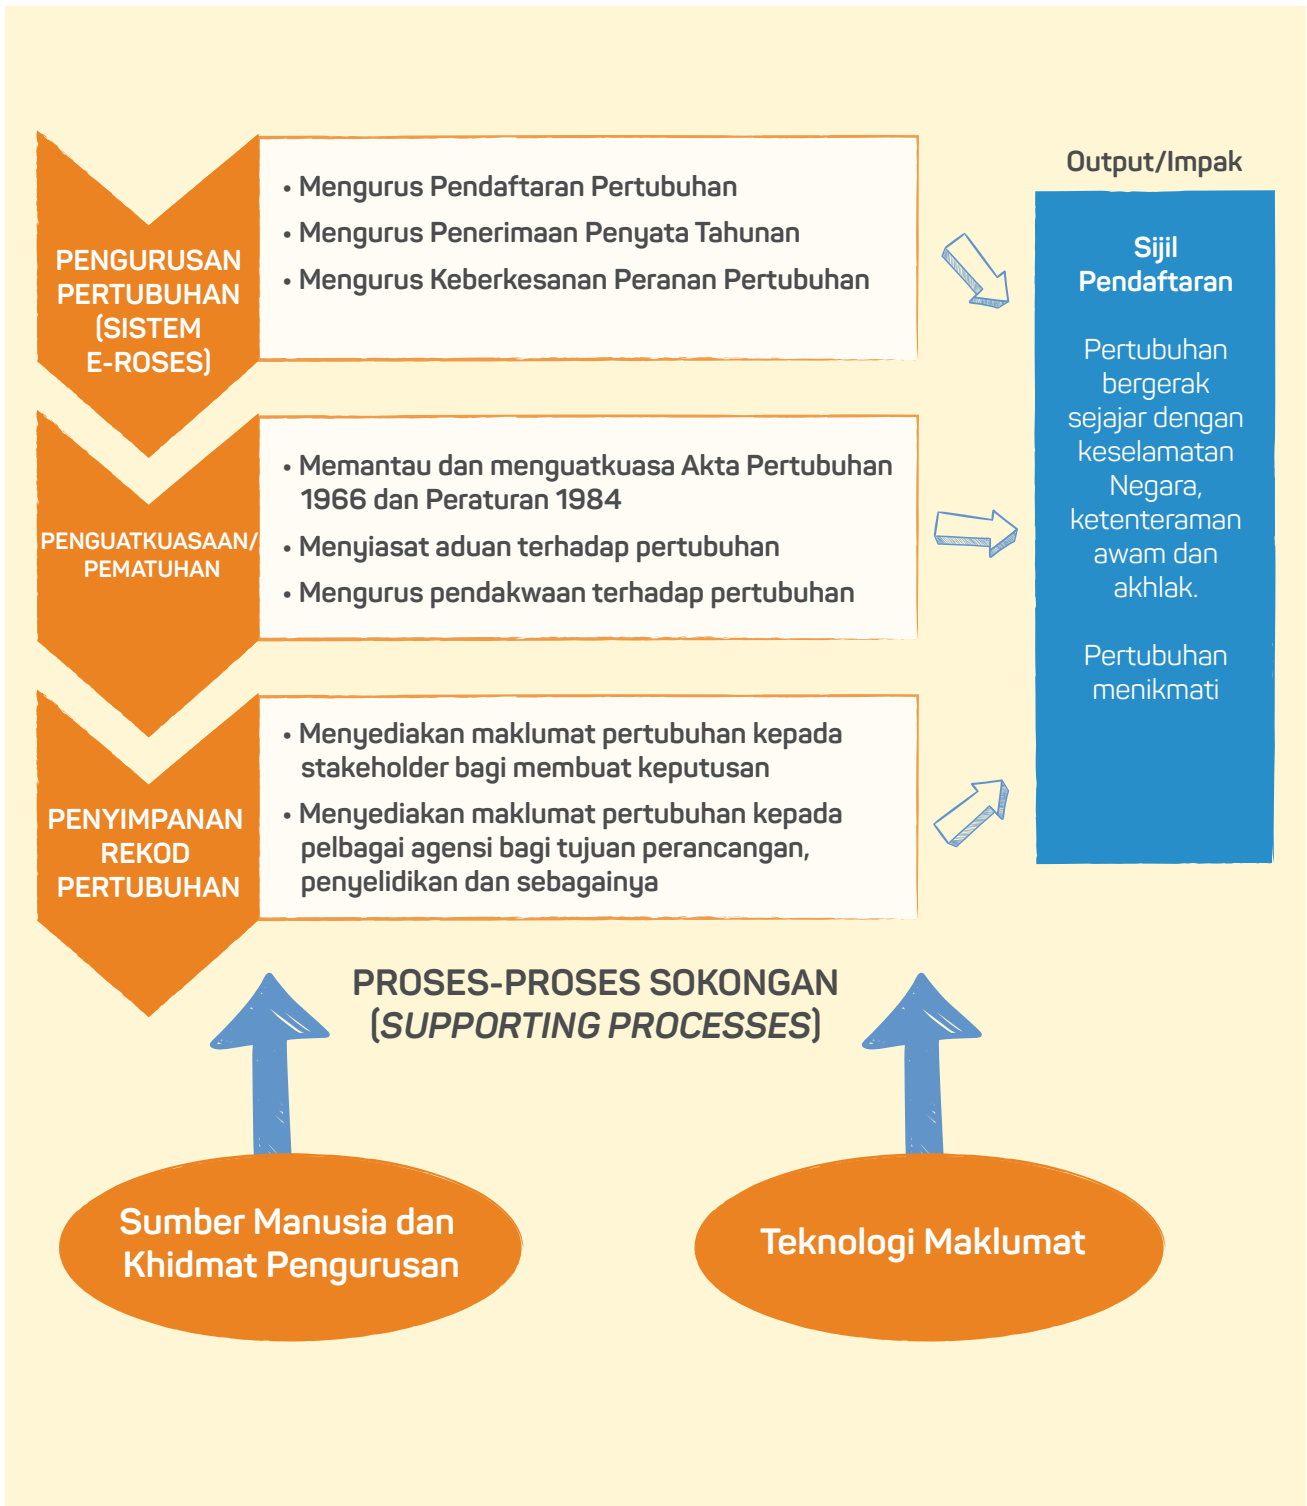 PENGURUSAN
PERTUBUHAN
(SISTEM
E-ROSES)
• Mengurus Pendaftaran Pertubuhan
• Mengurus Penerimaan Penyata Tahunan
• Mengurus Keberkesanan Peranan Pertubuhan
PENGUATKUASAAN/
PEMATUHAN
• Memantau dan menguatkuasa Akta Pertubuhan
1966 dan Peraturan 1984
• Menyiasat aduan terhadap pertubuhan
• Mengurus pendakwaan terhadap pertubuhan
PENYIMPANAN
REKOD
PERTUBUHAN
• Menyediakan maklumat pertubuhan kepada
stakeholder bagi membuat keputusan
• Menyediakan maklumat pertubuhan kepada
pelbagai agensi bagi tujuan perancangan,
penyelidikan dan sebagainya
Output/Impak
Sijil
Pendaftaran
Pertubuhan
bergerak
sejajar dengan
keselamatan
Negara,
ketenteraman
awam dan
akhlak.
Pertubuhan
menikmati
PROSES-PROSES SOKONGAN
(SUPPORTING PROCESSES)
Sumber Manusia dan
Khidmat Pengurusan
Teknologi Maklumat